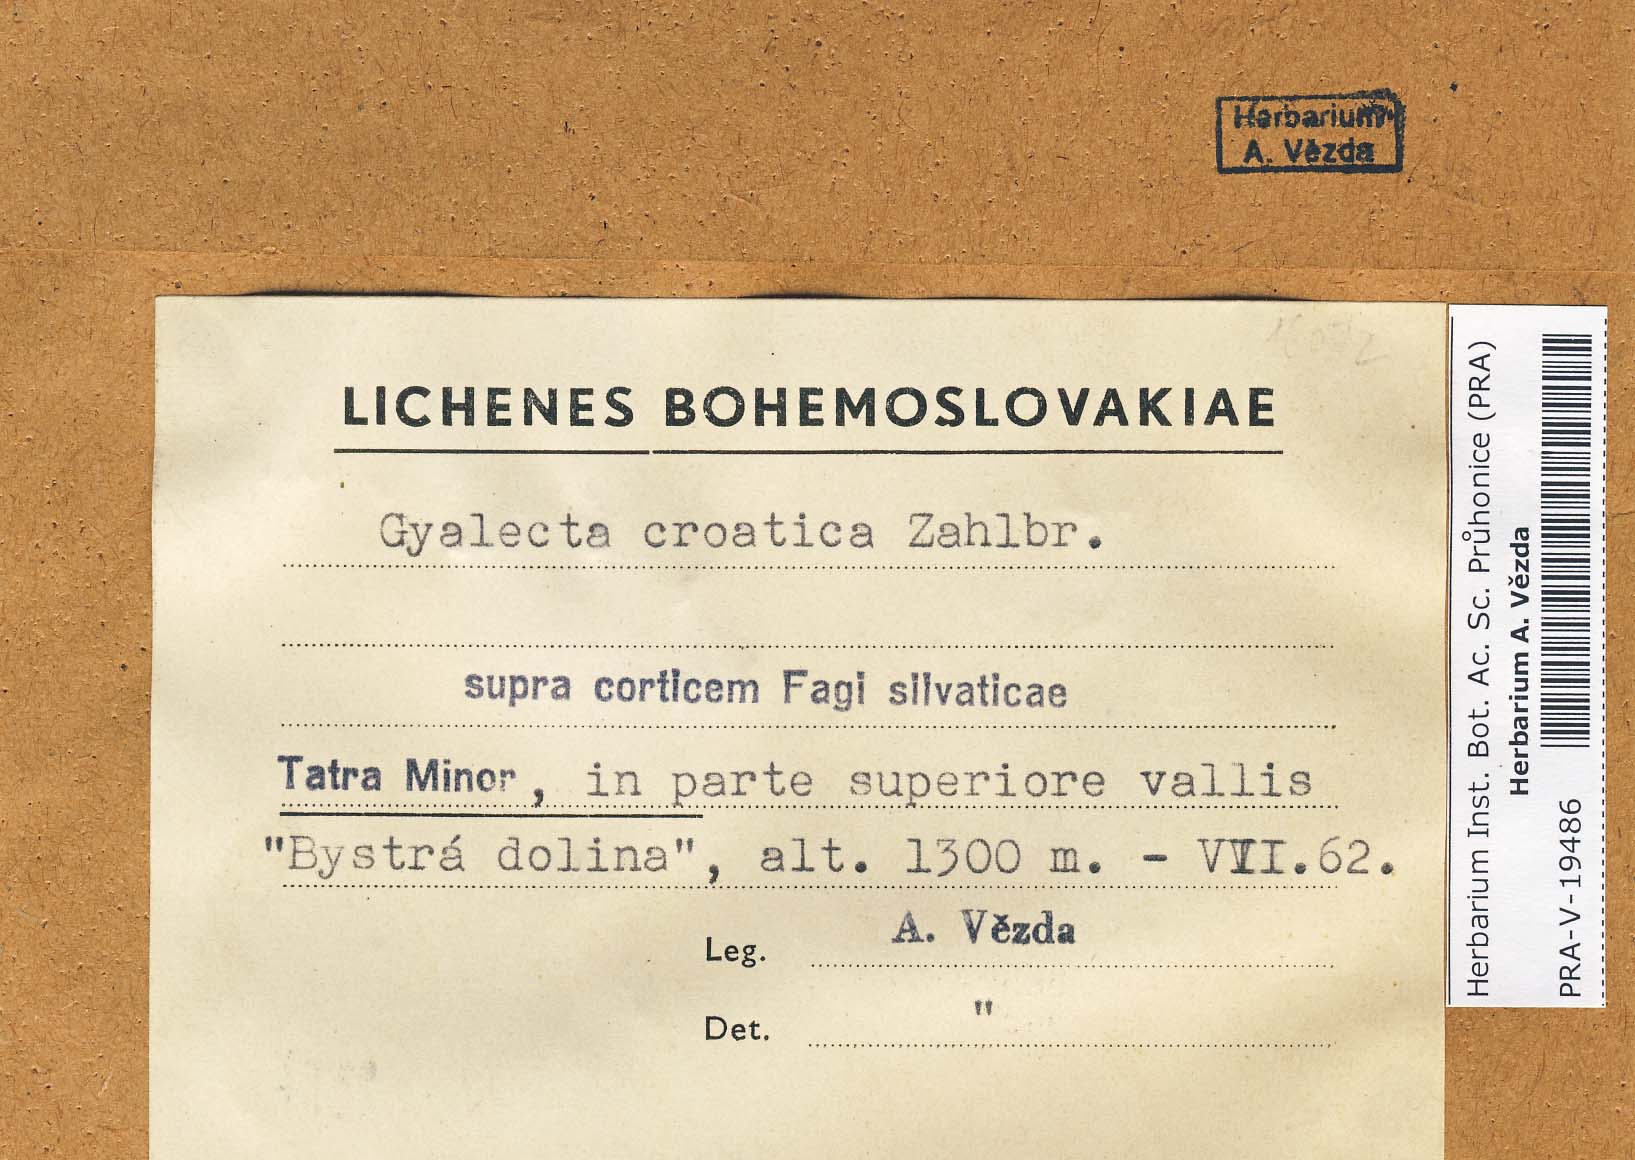 Herbarium
A. Vězda
LICHENES BOHEMOSLOVAKIAE
Gyalecta croatica Zahlbr.
supra corticem Fagi silvaticae
Tatra Minor, in parte superiore vallis
"Bystrá dolina", alt. 1300 m. - VII.62.
Leg. A. Vězda
Det. "
Herbarium Inst. Bot. Ac. Sc. Průhonice (PRA)
Herbarium A. Vězda
PRA-V-19486